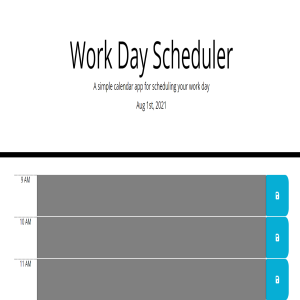 Work Day Scheduler
A simple calendar app for scheduling your work day
Aug 1st, 2021
9 AM
10 AM
11 AM